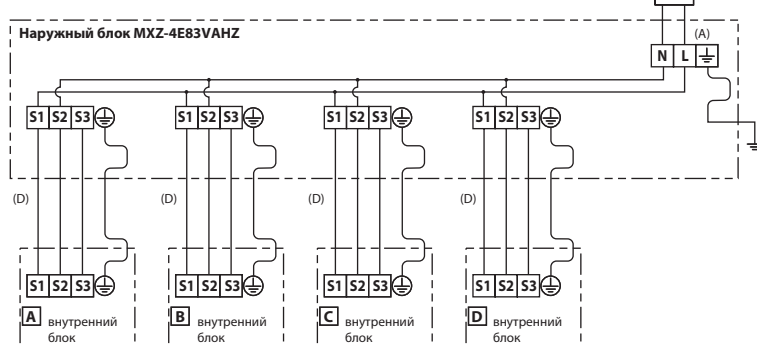 Наружный блок MXZ-4E83VAHZ
(A)
N L
S1 S2 S3
S1 S2 S3
S1 S2 S3
S1 S2 S3
(D)
(D)
(D)
(D)
S1 S2 S3
S1 S2 S3
S1 S2 S3
S1 S2 S3
A внутренний
блок
B внутренний
блок
C внутренний
блок
D внутренний
блок